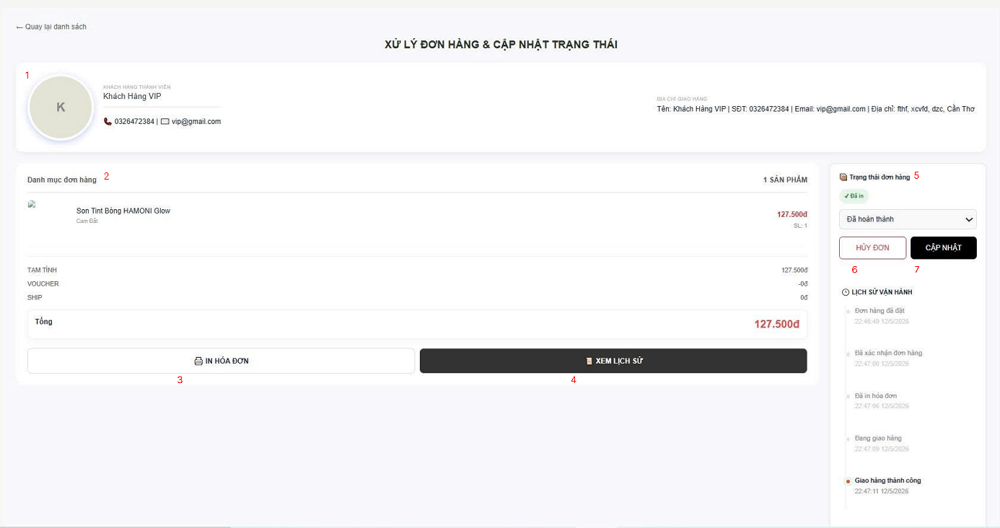 ← Quay lại danh sách
XỬ LÝ ĐƠN HÀNG & CẬP NHẬT TRẠNG THÁI
1
K
KHÁCH HÀNG THÀNH VIÊN
Khách Hàng VIP
0326472384 | vip@gmail.com
ĐỊA CHỈ GIAO HÀNG
Tên: Khách Hàng VIP | SĐT: 0326472384 | Email: vip@gmail.com | Địa chỉ: fthf, xcvfd, dzc, Cần Thơ
Danh mục đơn hàng 2
1 SẢN PHẨM
Son Tint Bóng HAMONI Glow
Cam Đất
127.500đ
SL: 1
TẠM TÍNH 127.500đ
VOUCHER -0đ
SHIP 0đ
Tổng 127.500đ
IN HÓA ĐƠN
XEM LỊCH SỬ
3
4
Trạng thái đơn hàng 5
✓ Đã in
Đã hoàn thành
HỦY ĐƠN
CẬP NHẬT
6
7
LỊCH SỬ VẬN HÀNH
Đơn hàng đã đặt
22:46:49 12/5/2026
Đã xác nhận đơn hàng
22:47:00 12/5/2026
Đã in hóa đơn
22:47:06 12/5/2026
Đang giao hàng
22:47:09 12/5/2026
Giao hàng thành công
22:47:11 12/5/2026